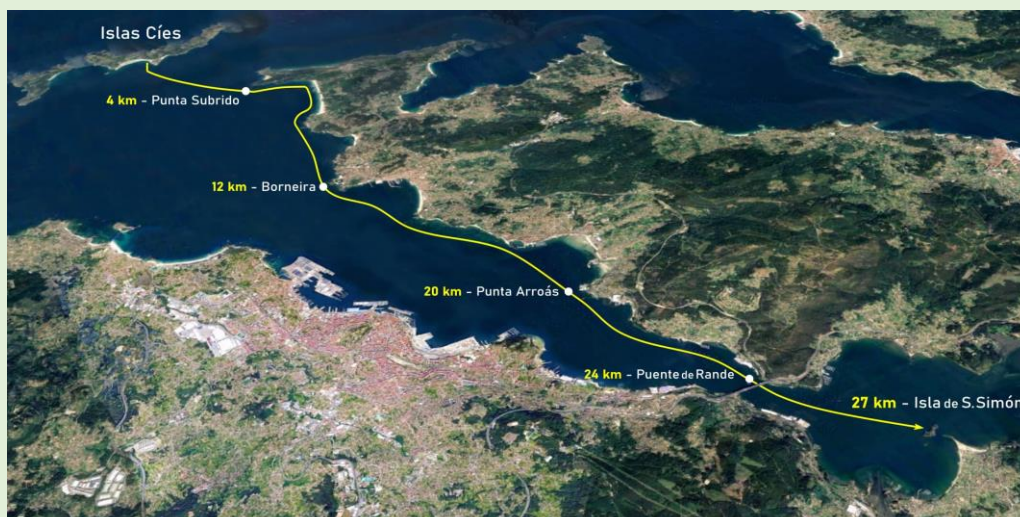 Islas Cíes
4 km - Punta Subrido
12 km - Borneira
20 km - Punta Arroás
24 km - Puente de Rande
27 km - Isla de S.Simón